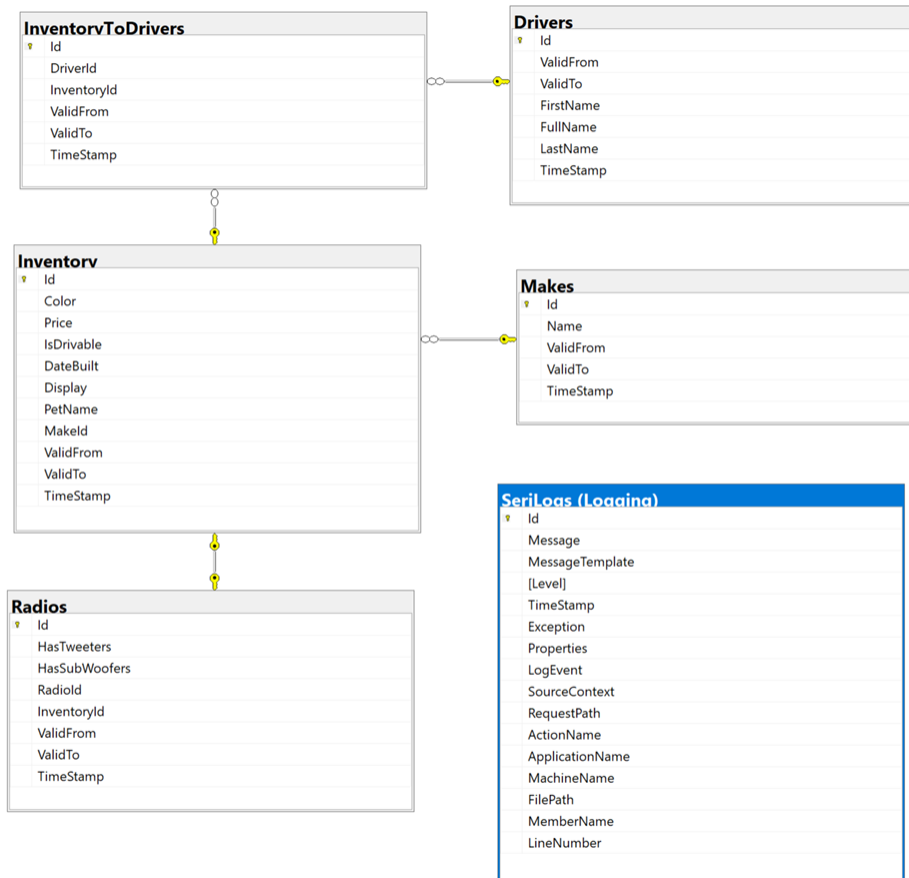 InventoryToDrivers
Id
DriverId
InventoryId
ValidFrom
ValidTo
TimeStamp
Drivers
Id
ValidFrom
ValidTo
FirstName
FullName
LastName
TimeStamp
Inventory
Id
Color
Price
IsDrivable
DateBuilt
Display
PetName
MakeId
ValidFrom
ValidTo
TimeStamp
Makes
Id
Name
ValidFrom
ValidTo
TimeStamp
Radios
Id
HasTweeters
HasSubWoofers
RadioId
InventoryId
ValidFrom
ValidTo
TimeStamp
SeriLogs (Logging)
Id
Message
MessageTemplate
[Level]
TimeStamp
Exception
Properties
LogEvent
SourceContext
RequestPath
ActionName
ApplicationName
MachineName
FilePath
MemberName
LineNumber